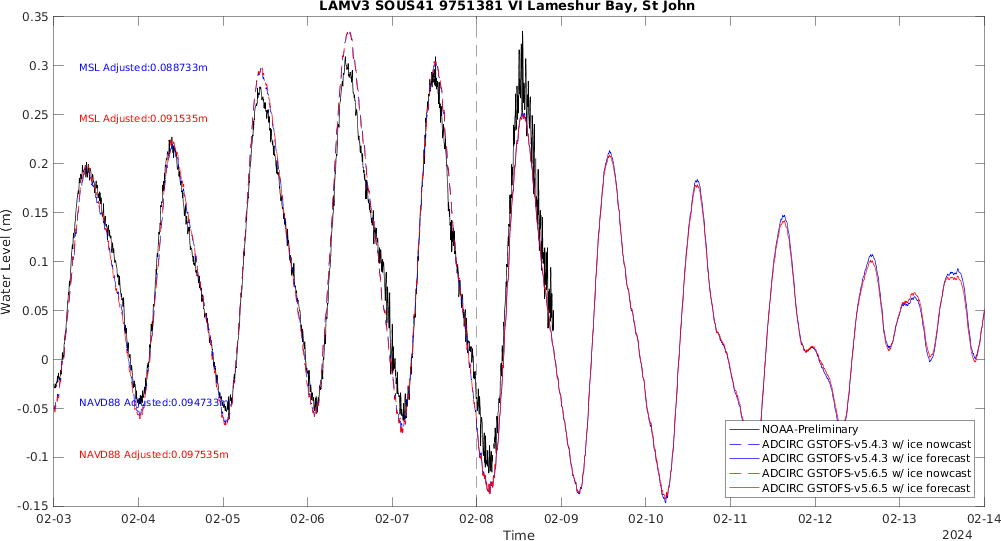 LAMV3 SOUS41 9751381 VI Lameshur Bay, St John
0.35
0.3
0.25
0.2
0.15
0.1
0.05
0
-0.05
-0.1
-0.15
Water Level (m)
MSL Adjusted:0.088733m
MSL Adjusted:0.091535m
NAVD88 Adjusted:0.094733m
NAVD88 Adjusted:0.097535m
NOAA-Preliminary
ADCIRC GSTOFS-v5.4.3 w/ ice nowcast
ADCIRC GSTOFS-v5.4.3 w/ ice forecast
ADCIRC GSTOFS-v5.6.5 w/ ice nowcast
ADCIRC GSTOFS-v5.6.5 w/ ice forecast
02-03 02-04 02-05 02-06 02-07 02-08 02-09 02-10 02-11 02-12 02-13 02-14
Time
2024